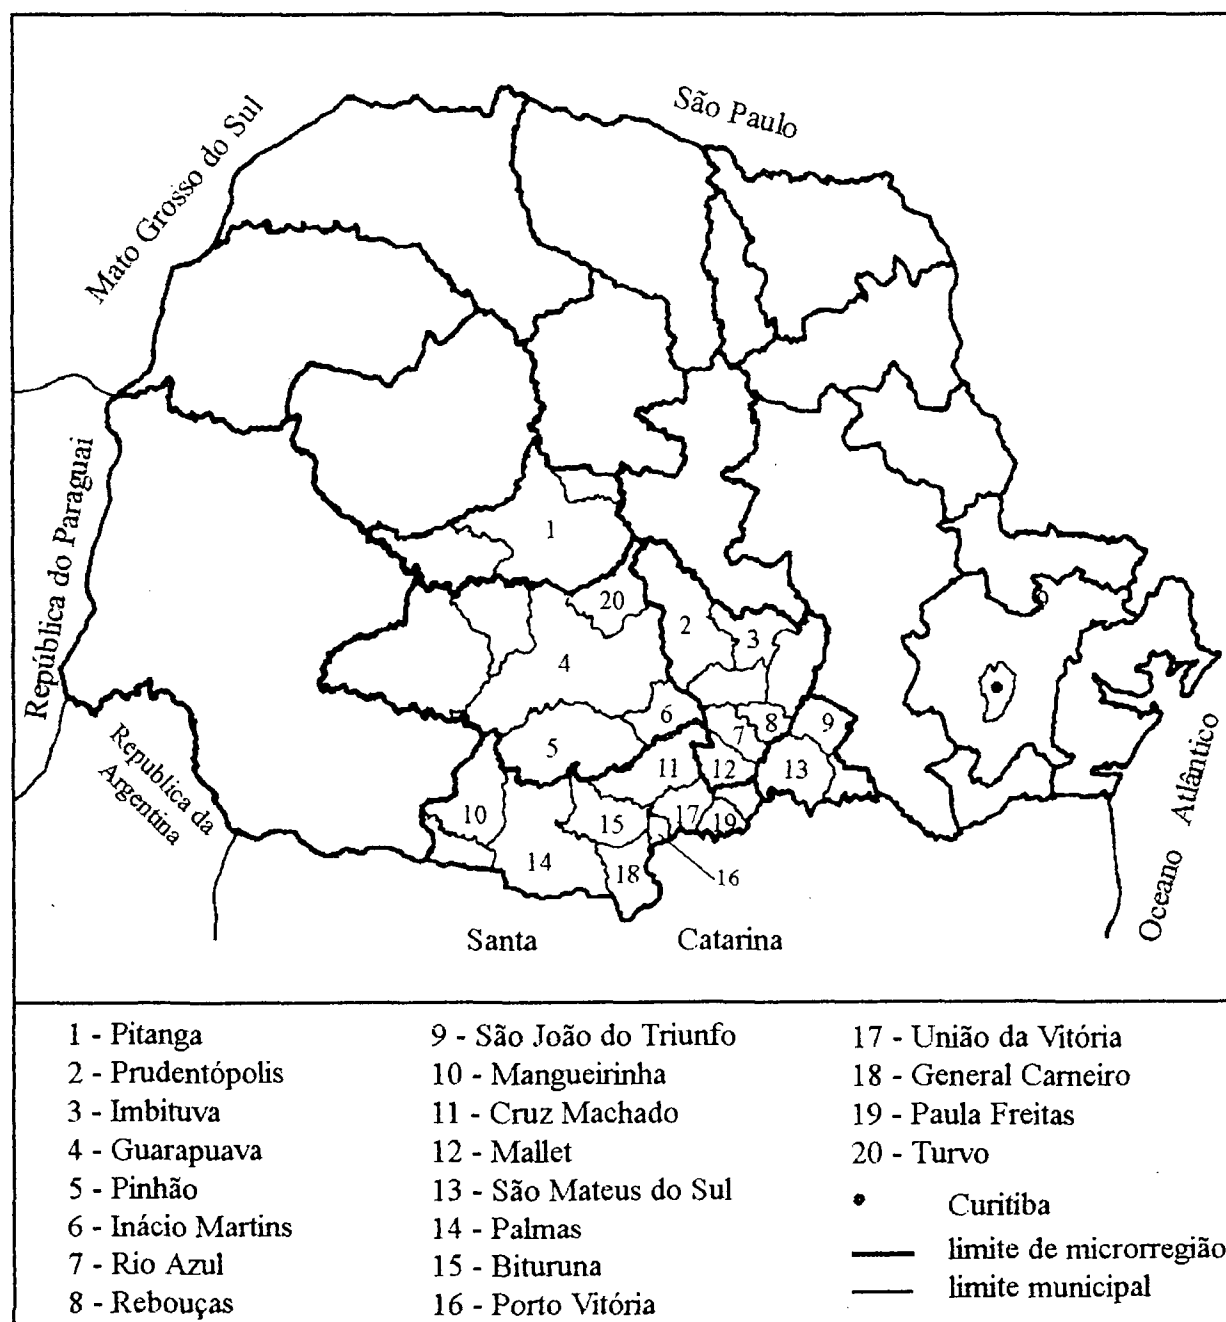 São Paulo
Mato Grosso do Sul
República do Paraguai
Republica da
Argentina
Oceano Atlântico
Santa Catarina
1
20
2
3
4
6
5
7
8
9
11
12
13
10
17
15
19
14
18
16
1 - Pitanga
2 - Prudentópolis
3 - Imbituva
4 - Guarapuava
5 - Pinhão
6 - Inácio Martins
7 - Rio Azul
8 - Rebouças
9 - São João do Triunfo
10 - Mangueirinha
11 - Cruz Machado
12 - Mallet
13 - São Mateus do Sul
14 - Palmas
15 - Bituruna
16 - Porto Vitória
17 - União da Vitória
18 - General Carneiro
19 - Paula Freitas
20 - Turvo
Curitiba
limite de microrregião
limite municipal